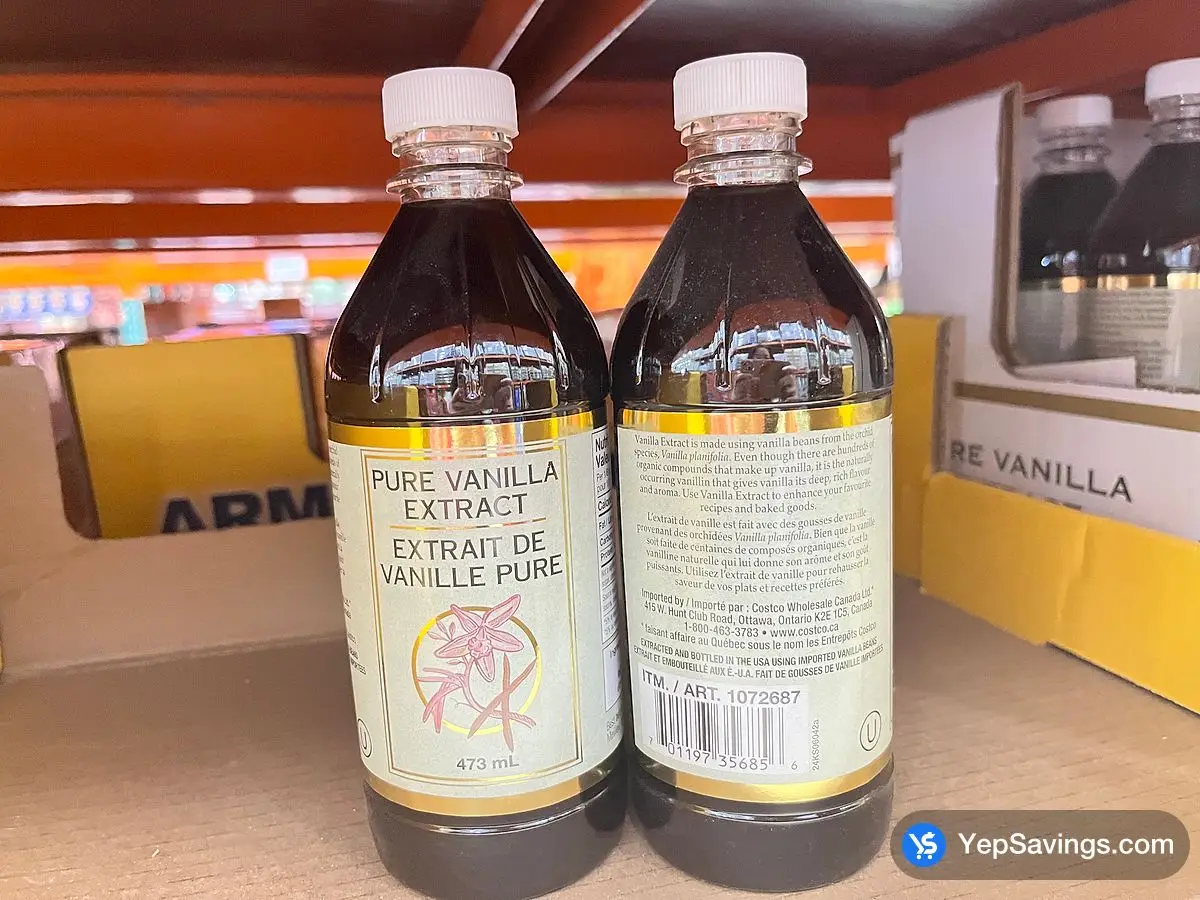 PURE VANILLA
EXTRACT
EXTRAIT DE
VANILLE PURE
473 mL
Vanilla Extract is made using vanilla beans from the orchid
species, Vanilla planifolia. Even though there are hundreds of
organic compounds that make up vanilla, it is the naturally
occurring vanillin that gives vanilla its deep, rich flavour
and aroma. Use Vanilla Extract to enhance your favourite
recipes and baked goods.
L'extrait de vanille est fait avec des gousses de vanille
provenant des orchidées Vanilla planifolia. Bien que la vanille
soit faite de centaines de composés organiques, c'est la
vanilline naturelle qui lui donne son arôme et son goût
puissants. Utilisez l'extrait de vanille pour rehausser la
saveur de vos plats et recettes préférés.
Imported by / Importé par : Costco Wholesale Canada Ltd.*
415 W. Hunt Club Road, Ottawa, Ontario K2E 1C5, Canada
1-800-463-3783 • www.costco.ca
*faisant affaire au Québec sous le nom les Entrepôts Costco
EXTRACTED AND BOTTLED IN THE USA USING IMPORTED VANILLA BEANS
EXTRAIT ET EMBOUTEILLÉ AUX É.-U.A. FAIT DE GOUSSES DE VANILLE IMPORTÉES
ITM. / ART. 1072687
7 01197 35685 6
24KS06042a
U
ARM
RE VANILLA
YepSavings.com